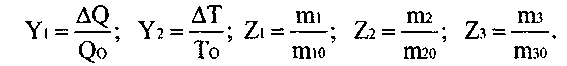 Y₁ = ΔQ/Q₀; Y₂ = ΔT/T₀; Z₁ = m₁/m₁₀; Z₂ = m₂/m₂₀; Z₃ = m₃/m₃₀.